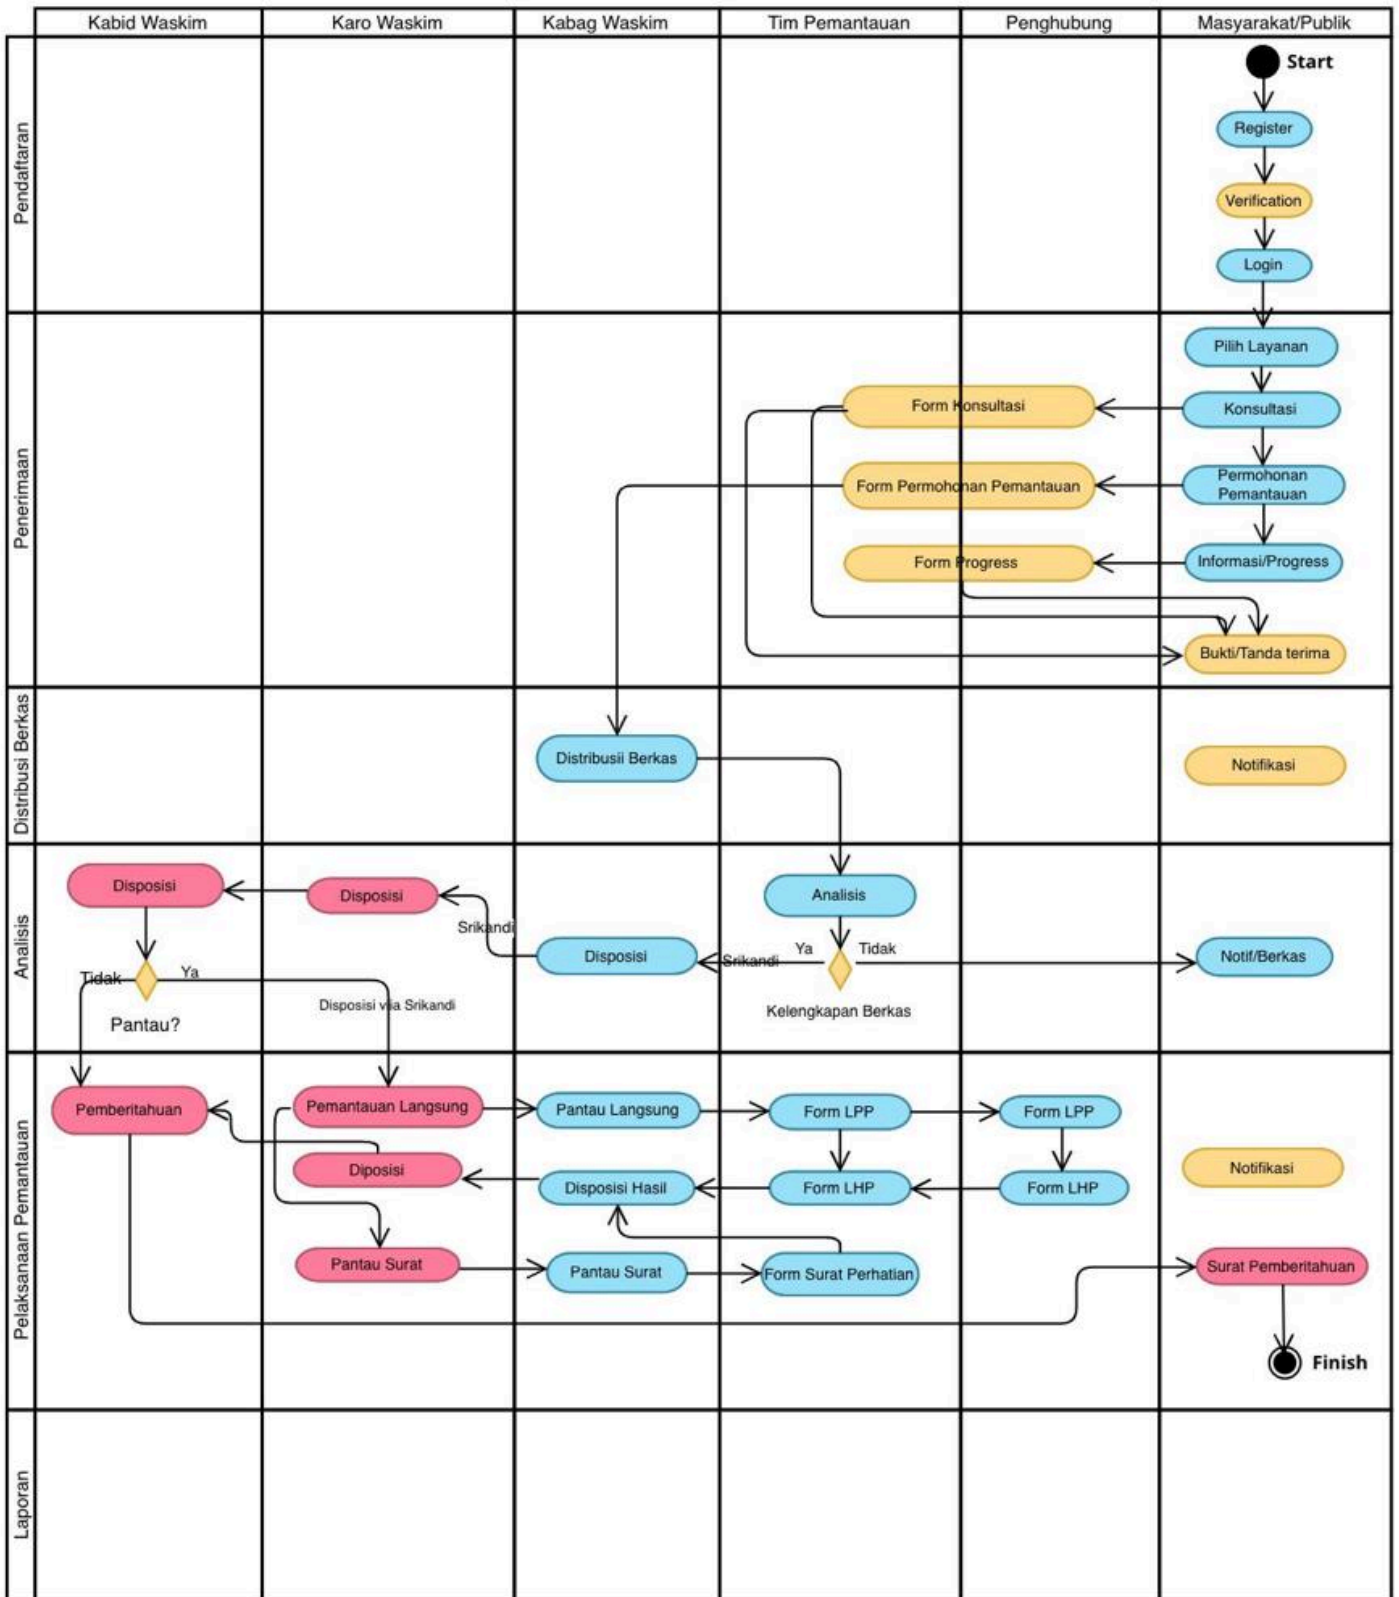 Kabid Waskim
Karo Waskim
Kabag Waskim
Tim Pemantauan
Penghubung
Masyarakat/Publik
Pendaftaran
Start
Register
Verification
Login
Penerimaan
Pilih Layanan
Form Konsultasi
Konsultasi
Form Permohonan Pemantauan
Permohonan
Pemantauan
Form Progress
Informasi/Progress
Bukti/Tanda terima
Distribusi Berkas
Distribusii Berkas
Notifikasi
Analisis
Disposisi
Disposisi
Srikandi
Disposisi
Srikandi
Analisis
Ya
Tidak
Kelengkapan Berkas
Notif/Berkas
Tidak
Ya
Pantau?
Disposisi via Srikandi
Pelaksanaan Pemantauan
Pemberitahuan
Pemantauan Langsung
Pantau Langsung
Form LPP
Form LPP
Diposisi
Disposisi Hasil
Form LHP
Form LHP
Notifikasi
Pantau Surat
Pantau Surat
Form Surat Perhatian
Surat Pemberitahuan
Finish
Laporan